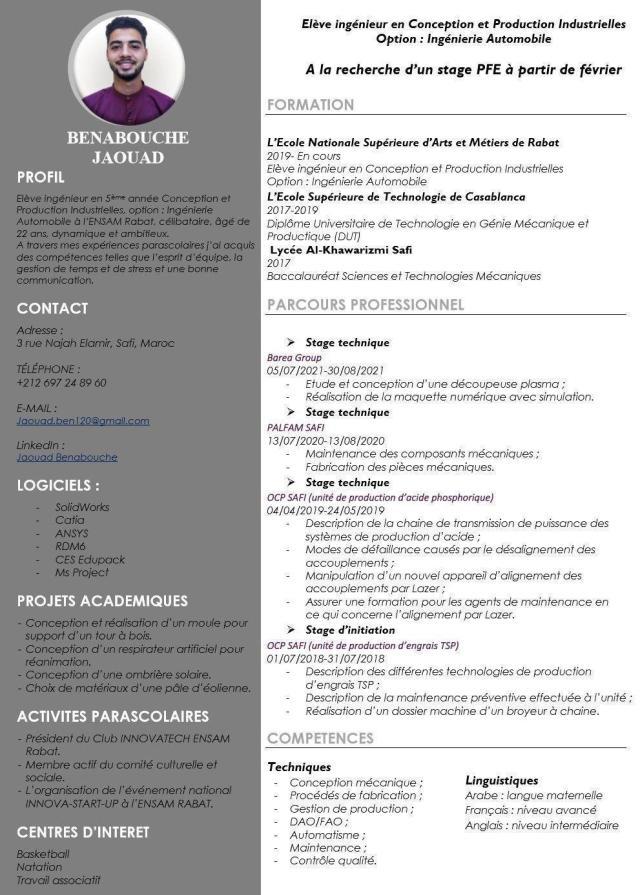 BENABOUCHE
JAOUAD
PROFIL
Elève ingénieur en 5ème année Conception et
Production Industrielles, option : Ingénierie
Automobile à l'ENSAM Rabat, célibataire, âgé de
22 ans, dynamique et ambitieux.
A travers mes expériences parascolaires j'ai acquis
des compétences telles que l'esprit d'équipe, la
gestion de temps et de stress et une bonne
communication.
CONTACT
Adresse :
3 rue Najah Elamir, Safi, Maroc
TÉLÉPHONE :
+212 697 24 89 60
E-MAIL :
Jaouad.ben120@gmail.com
LinkedIn :
Jaouad Benabouche
LOGICIELS :
- SolidWorks
- Catia
- ANSYS
- RDM6
- CES Edupack
- Ms Project
PROJETS ACADEMIQUES
- Conception et réalisation d'un moule pour
support d'un tour à bois.
- Conception d'un respirateur artificiel pour
réanimation.
- Conception d'une ombrière solaire.
- Choix de matériaux d'une pâle d'éolienne.
ACTIVITES PARASCOLAIRES
- Président du Club INNOVATECH ENSAM
Rabat.
- Membre actif du comité culturelle et
sociale.
- L'organisation de l'événement national
INNOVA-START-UP à l'ENSAM RABAT.
CENTRES D'INTERET
Basketball
Natation
Travail associatif
Elève ingénieur en Conception et Production Industrielles
Option : Ingénierie Automobile
A la recherche d'un stage PFE à partir de février
FORMATION
L'Ecole Nationale Supérieure d'Arts et Métiers de Rabat
2019- En cours
Elève ingénieur en Conception et Production Industrielles
Option : Ingénierie Automobile
L'Ecole Supérieure de Technologie de Casablanca
2017-2019
Diplôme Universitaire de Technologie en Génie Mécanique et
Productique (DUT)
Lycée Al-Khawarizmi Safi
2017
Baccalauréat Sciences et Technologies Mécaniques
PARCOURS PROFESSIONNEL
➢ Stage technique
Barea Group
05/07/2021-30/08/2021
- Etude et conception d'une découpeuse plasma ;
- Réalisation de la maquette numérique avec simulation.
➢ Stage technique
PALFAM SAFI
13/07/2020-13/08/2020
- Maintenance des composants mécaniques ;
- Fabrication des pièces mécaniques.
➢ Stage technique
OCP SAFI (unité de production d'acide phosphorique)
04/04/2019-24/05/2019
- Description de la chaine de transmission de puissance des
systèmes de production d'acide ;
- Modes de défaillance causés par le désalignement des
accouplements ;
- Manipulation d'un nouvel appareil d'alignement des
accouplements par Lazer ;
- Assurer une formation pour les agents de maintenance en
ce qui concerne l'alignement par Lazer.
➢ Stage d'initiation
OCP SAFI (unité de production d'engrais TSP)
01/07/2018-31/07/2018
- Description des différentes technologies de production
d'engrais TSP ;
- Description de la maintenance préventive effectuée à l'unité ;
- Réalisation d'un dossier machine d'un broyeur à chaine.
COMPETENCES
Techniques
- Conception mécanique ;
- Procédés de fabrication ;
- Gestion de production ;
- DAO/FAO ;
- Automatisme ;
- Maintenance ;
- Contrôle qualité.
Linguistiques
Arabe : langue maternelle
Français : niveau avancé
Anglais : niveau intermédiaire